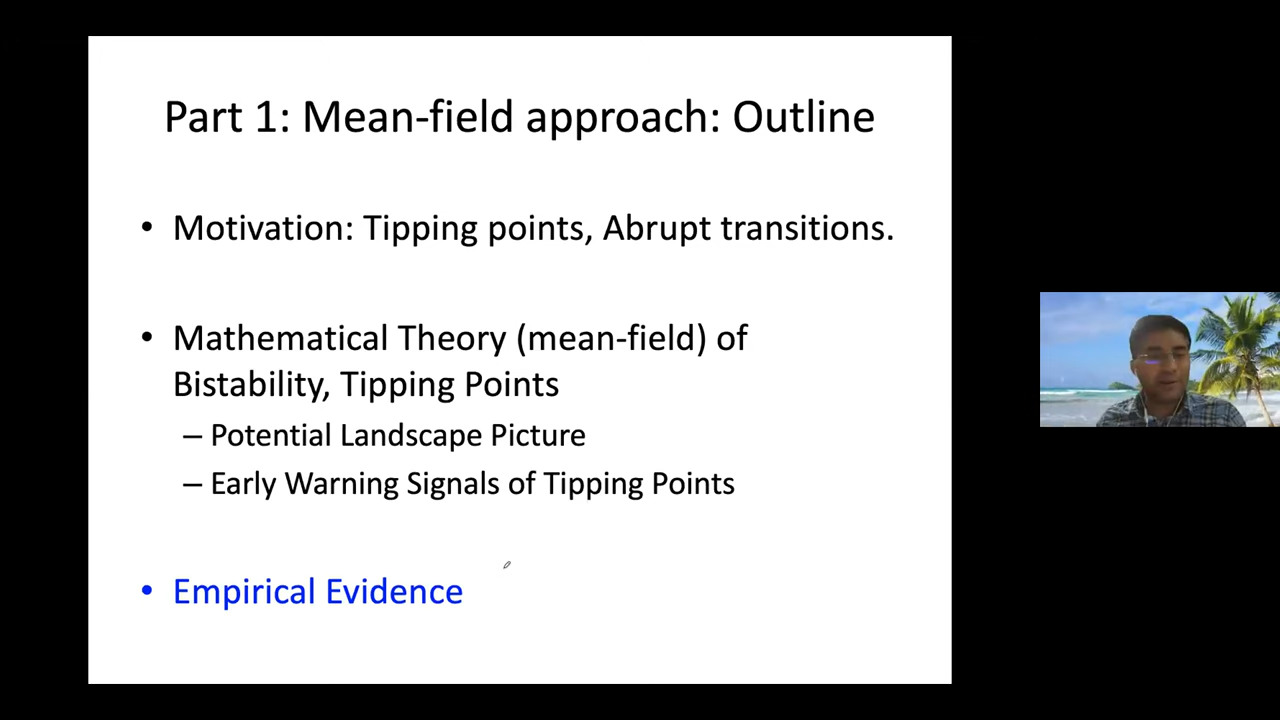 Part 1: Mean-field approach: Outline
• Motivation: Tipping points, Abrupt transitions.
• Mathematical Theory (mean-field) of
Bistability, Tipping Points
– Potential Landscape Picture
– Early Warning Signals of Tipping Points
• Empirical Evidence